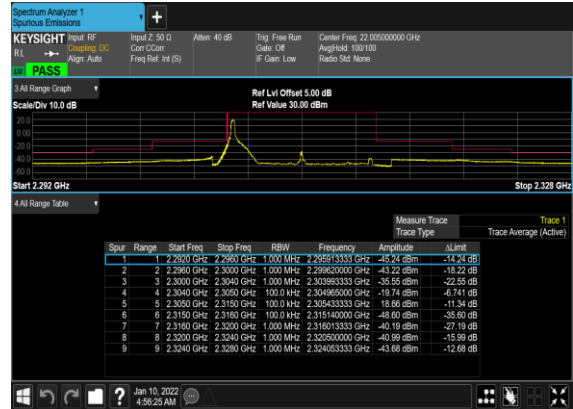 Spectrum Analyzer 1
Spurious Emissions
KEYSIGHT Input: RF Input Z: 50 Ω Atten: 40 dB Trig: Free Run Center Freq: 22.005000000 GHz
RL Coupling: DC Corr CCorr Gate: Off Avg|Hold: 100/100
Align: Auto Freq Ref: Int (S) IF Gain: Low Radio Std: None
PASS
3 All Range Graph
Ref Lvl Offset 5.00 dB
Scale/Div 10.0 dB Ref Value 30.00 dBm
20.0
0.00
-20.0
-40.0
-60.0
Start 2.292 GHz Stop 2.328 GHz
4 All Range Table
Measure Trace Trace 1
Trace Type Trace Average (Active)
Spur Range Start Freq Stop Freq RBW Frequency Amplitude ΔLimit
1 1 2.2920 GHz 2.2960 GHz 1.000 MHz 2.295913333 GHz -45.24 dBm -14.24 dB
2 2 2.2960 GHz 2.3000 GHz 1.000 MHz 2.299620000 GHz -43.22 dBm -18.22 dB
3 3 2.3000 GHz 2.3040 GHz 1.000 MHz 2.303993333 GHz -35.55 dBm -22.55 dB
4 4 2.3040 GHz 2.3050 GHz 100.0 kHz 2.304965000 GHz -19.74 dBm -6.741 dB
5 5 2.3050 GHz 2.3150 GHz 100.0 kHz 2.305433333 GHz 18.66 dBm -11.34 dB
6 6 2.3150 GHz 2.3160 GHz 100.0 kHz 2.315140000 GHz -48.60 dBm -35.60 dB
7 7 2.3160 GHz 2.3200 GHz 1.000 MHz 2.316013333 GHz -40.19 dBm -27.19 dB
8 8 2.3200 GHz 2.3240 GHz 1.000 MHz 2.320500000 GHz -40.99 dBm -15.99 dB
9 9 2.3240 GHz 2.3280 GHz 1.000 MHz 2.324053333 GHz -43.68 dBm -12.68 dB
Jan 10, 2022
4:56:25 AM